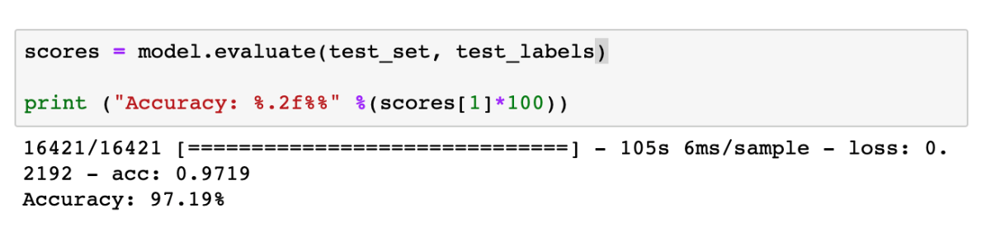 scores = model.evaluate(test_set, test_labels)
print ("Accuracy: %.2f%%" %(scores[1]*100))
16421/16421 [==============================] - 105s 6ms/sample - loss: 0.
2192 - acc: 0.9719
Accuracy: 97.19%